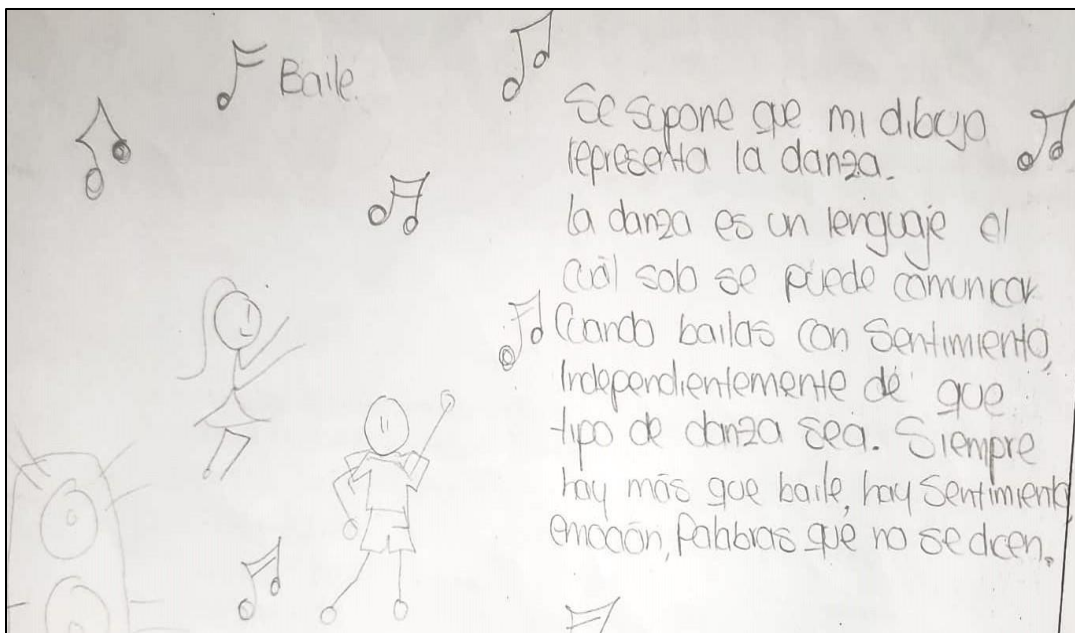 Baile.
Se supone que mi dibujo
representa la danza.
la danza es un lenguaje el
cuál solo se puede comunicar
Cuando bailas con Sentimiento,
Independientemente de que
tipo de danza sea. Siempre
hay más que baile, hay Sentimiento,
emoción, Palabras que no se dicen.